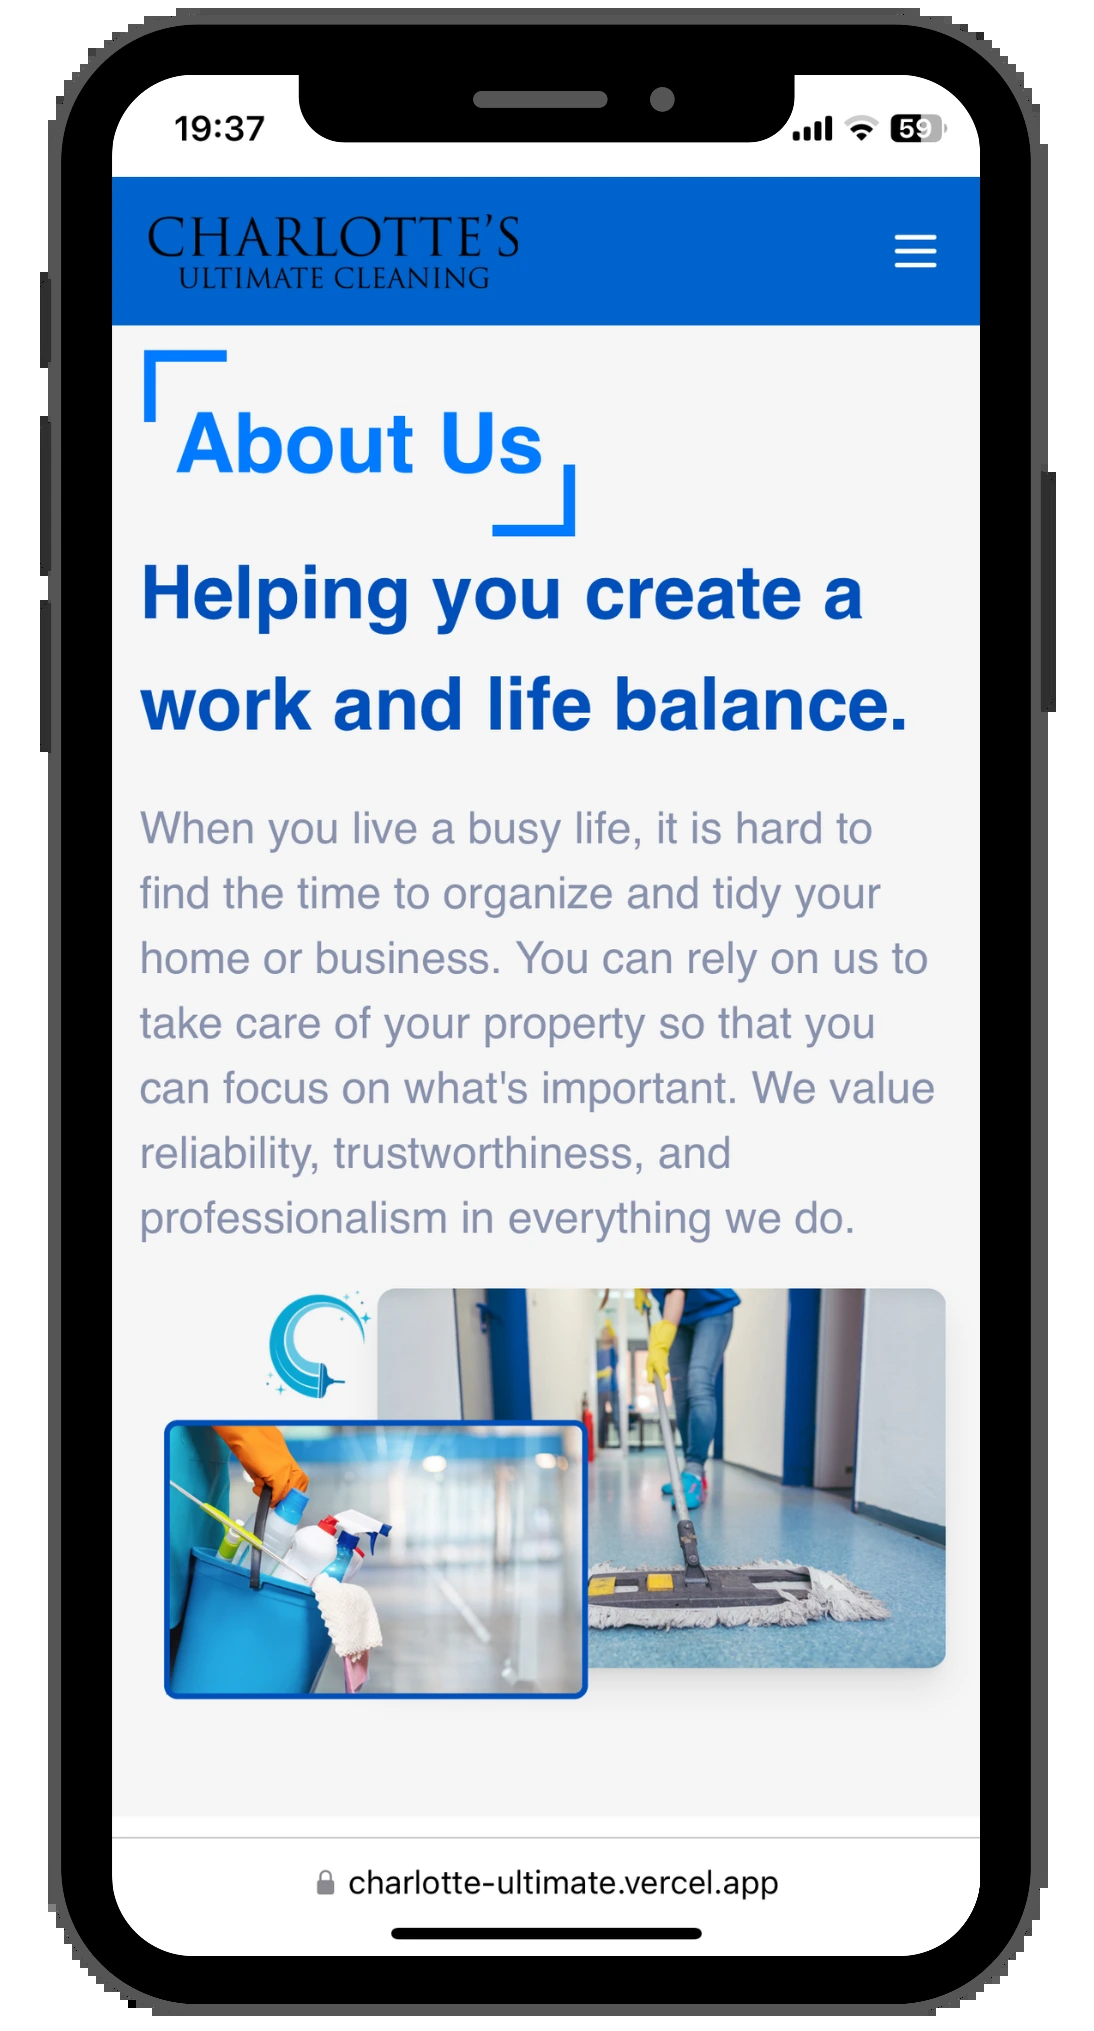 19:37
59
CHARLOTTE'S
ULTIMATE CLEANING
About Us
Helping you create a
work and life balance.
When you live a busy life, it is hard to
find the time to organize and tidy your
home or business. You can rely on us to
take care of your property so that you
can focus on what's important. We value
reliability, trustworthiness, and
professionalism in everything we do.
charlotte-ultimate.vercel.app